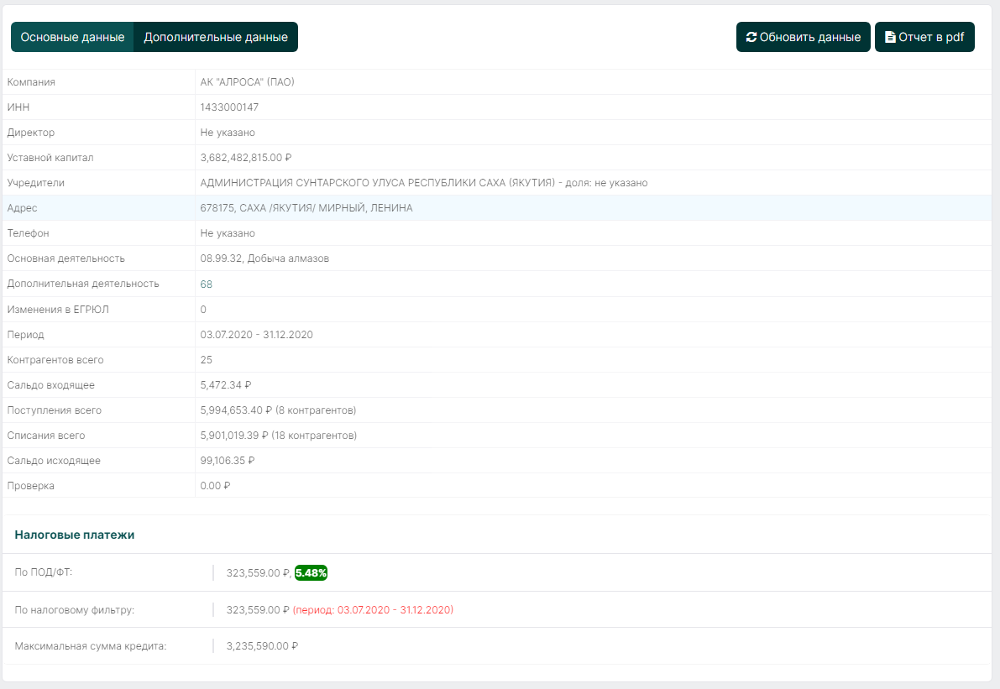 Основные данные Дополнительные данные Обновить данные Отчет в pdf
Компания АК "АЛРОСА" (ПАО)
ИНН 1433000147
Директор Не указано
Уставной капитал 3,682,482,815.00 ₽
Учредители АДМИНИСТРАЦИЯ СУНТАРСКОГО УЛУСА РЕСПУБЛИКИ САХА (ЯКУТИЯ) - доля: не указано
Адрес 678175, САХА /ЯКУТИЯ/ МИРНЫЙ, ЛЕНИНА
Телефон Не указано
Основная деятельность 08.99.32, Добыча алмазов
Дополнительная деятельность 68
Изменения в ЕГРЮЛ 0
Период 03.07.2020 - 31.12.2020
Контрагентов всего 25
Сальдо входящее 5,472.34 ₽
Поступления всего 5,994,653.40 ₽ (8 контрагентов)
Списания всего 5,901,019.39 ₽ (18 контрагентов)
Сальдо исходящее 99,106.35 ₽
Проверка 0.00 ₽
Налоговые платежи
По ПОД/ФТ: 323,559.00 ₽, 5.48%
По налоговому фильтру: 323,559.00 ₽ (период: 03.07.2020 - 31.12.2020)
Максимальная сумма кредита: 3,235,590.00 ₽